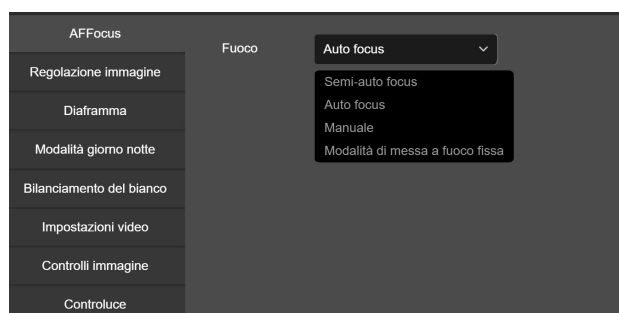 AFFocus
Regolazione immagine
Diaframma
Modalità giorno notte
Bilanciamento del bianco
Impostazioni video
Controlli immagine
Controluce
Fuoco
Auto focus
Semi-auto focus
Auto focus
Manuale
Modalità di messa a fuoco fissa